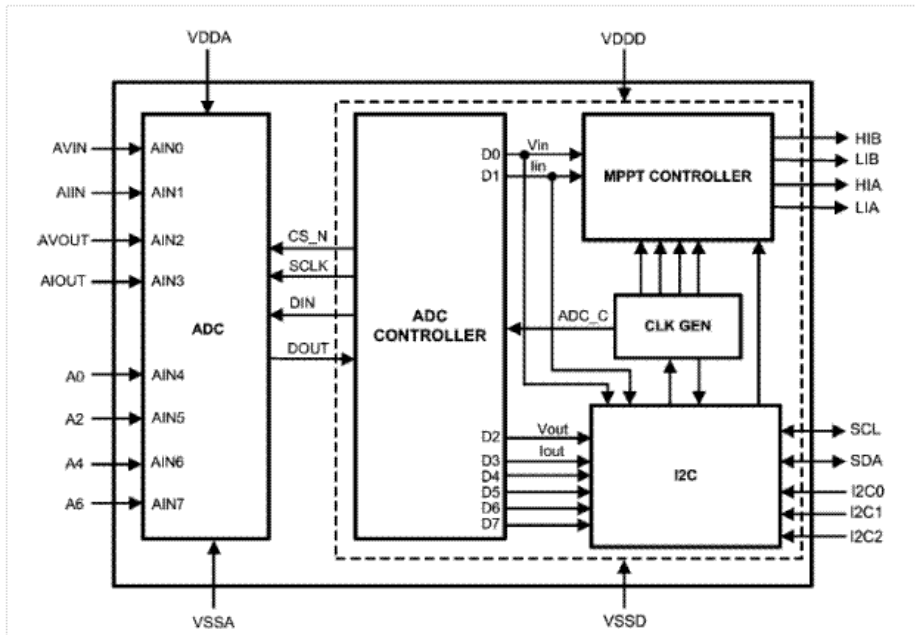 VDDA
VDDD
AVIN
AIIN
AVOUT
AIOUT
A0
A2
A4
A6
AIN0
AIN1
AIN2
AIN3
ADC
AIN4
AIN5
AIN6
AIN7
CS_N
SCLK
DIN
DOUT
ADC
CONTROLLER
D0
D1
D2
D3
D4
D5
D6
D7
Vin
Iin
MPPT CONTROLLER
ADC_C
CLK GEN
Vout
Iout
I2C
HIB
LIB
HIA
LIA
SCL
SDA
I2C0
I2C1
I2C2
VSSA
VSSD